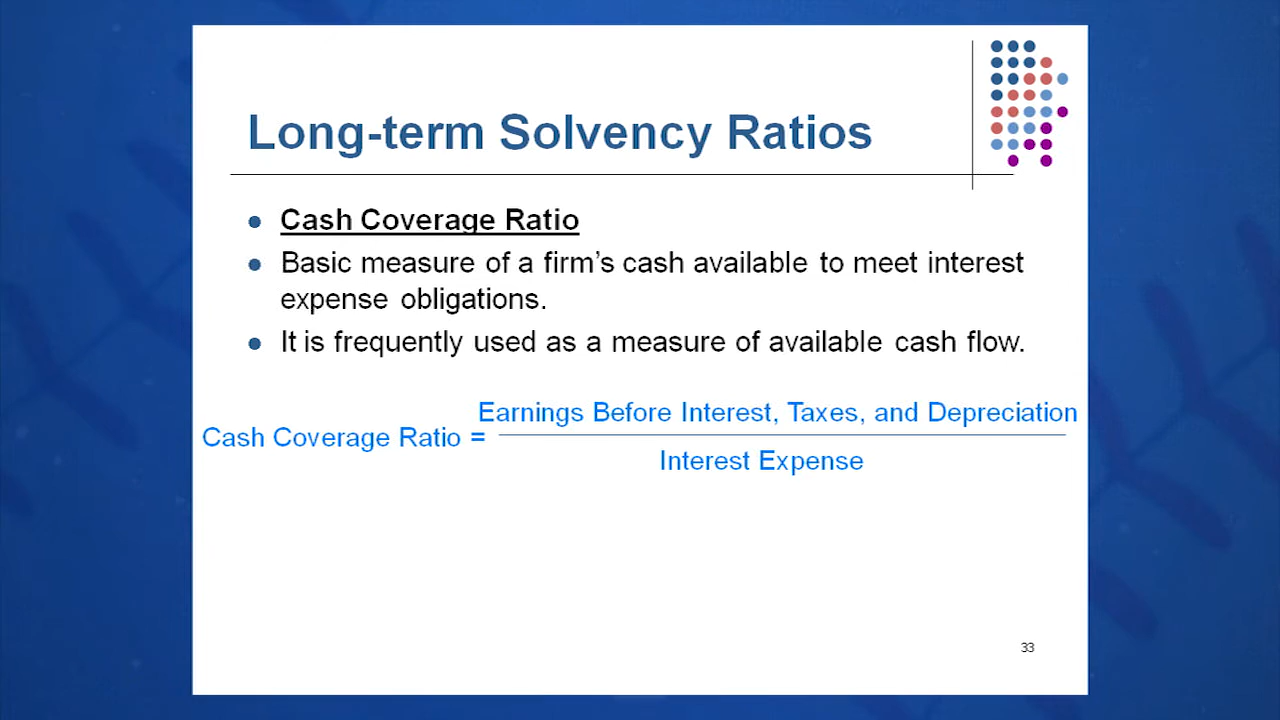 Long-term Solvency Ratios
Cash Coverage Ratio
Basic measure of a firm's cash available to meet interest
expense obligations.
It is frequently used as a measure of available cash flow.
Earnings Before Interest, Taxes, and Depreciation
Cash Coverage Ratio =
Interest Expense
33